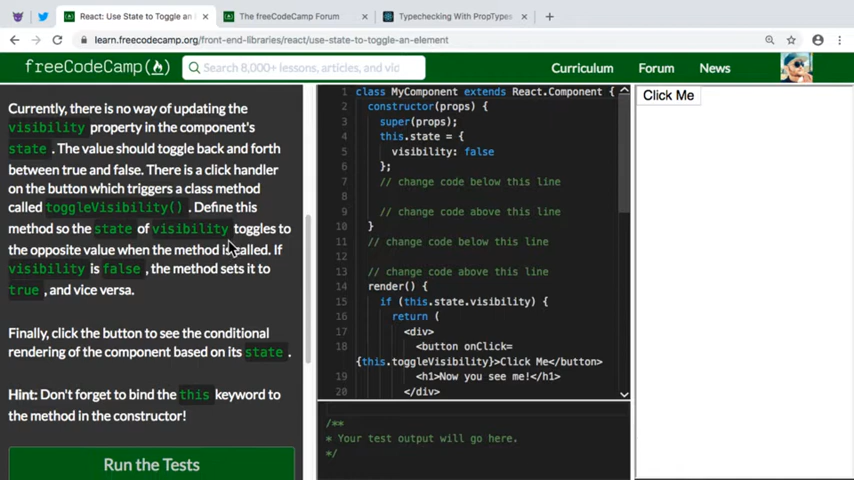 React: Use State to Toggle an
The freeCodeCamp Forum
Typechecking With PropTypes
learn.freecodecamp.org/front-end-libraries/react/use-state-to-toggle-an-element
freeCodeCamp
Search 8,000+ lessons, articles, and vic
Curriculum
Forum
News
Currently, there is no way of updating the
visibility property in the component's
state . The value should toggle back and forth
between true and false. There is a click handler
on the button which triggers a class method
called toggleVisibility() . Define this
method so the state of visibility toggles to
the opposite value when the method is called. If
visibility is false , the method sets it to
true , and vice versa.
Finally, click the button to see the conditional
rendering of the component based on its state .
Hint: Don't forget to bind the this keyword to
the method in the constructor!
Run the Tests
1 class MyComponent extends React.Component {
2 constructor(props) {
3 super(props);
4 this.state = {
5 visibility: false
6 };
7 // change code below this line
8
9 // change code above this line
10 }
11 // change code below this line
12
13 // change code above this line
14 render() {
15 if (this.state.visibility) {
16 return (
17 <div>
18 <button onClick=
{this.toggleVisibility}>Click Me</button>
19 <h1>Now you see me!</h1>
20 </div>
/**
* Your test output will go here.
*/
Click Me